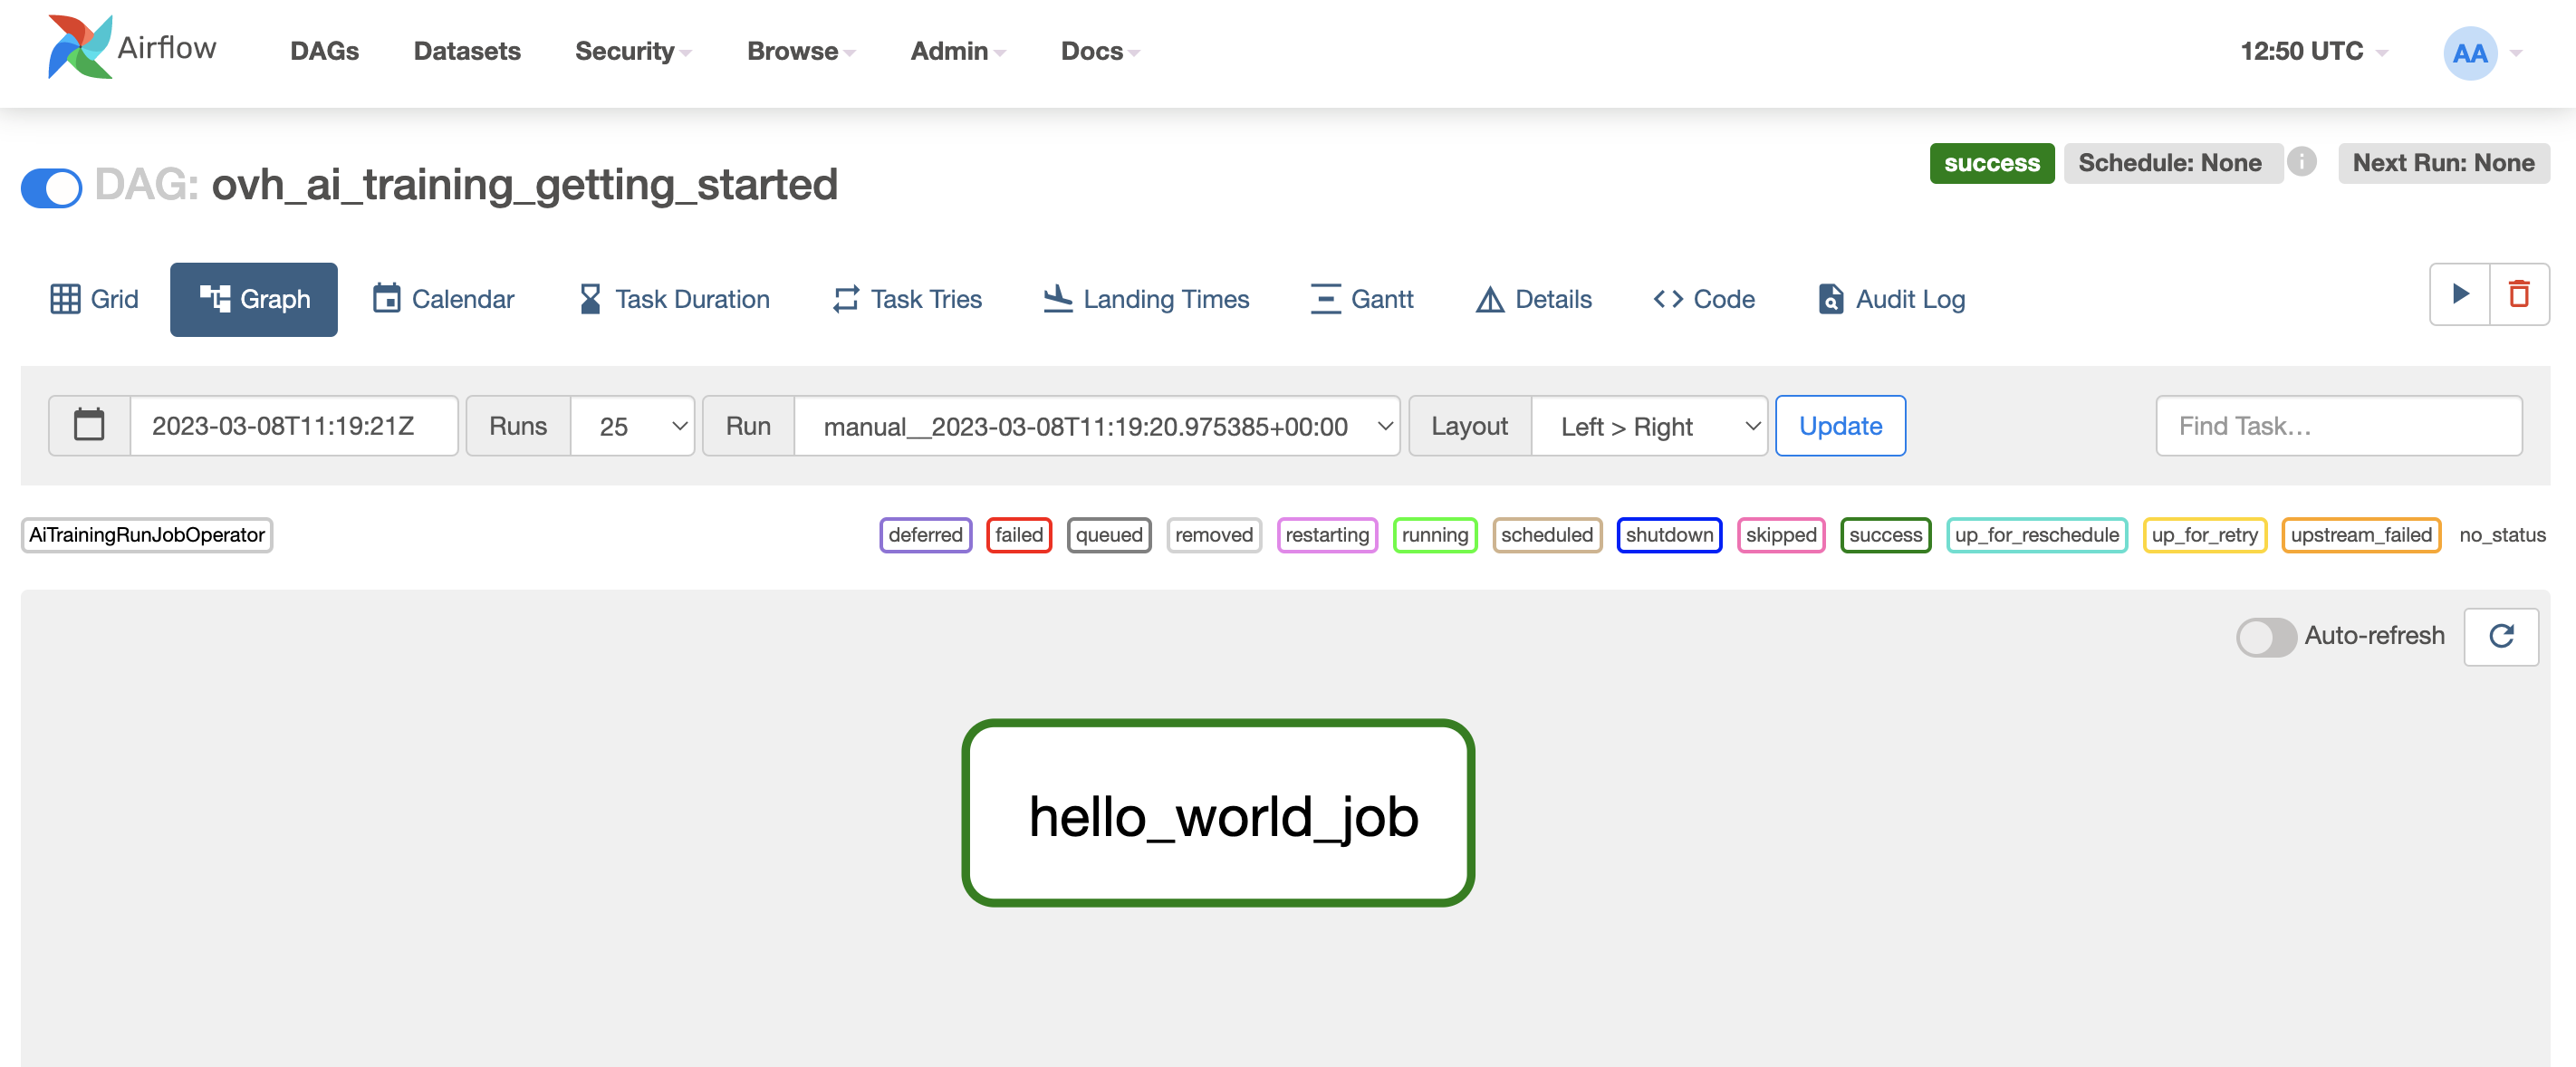 Airflow DAGs Datasets Security Browse Admin Docs 12:50 UTC AA
success Schedule: None i Next Run: None
DAG: ovh_ai_training_getting_started
Grid Graph Calendar Task Duration Task Tries Landing Times Gantt Details Code Audit Log
2023-03-08T11:19:21Z Runs 25 Run manual__2023-03-08T11:19:20.975385+00:00 Layout Left > Right Update Find Task...
AiTrainingRunJobOperator deferred failed queued removed restarting running scheduled shutdown skipped success up_for_reschedule up_for_retry upstream_failed no_status
Auto-refresh
hello_world_job